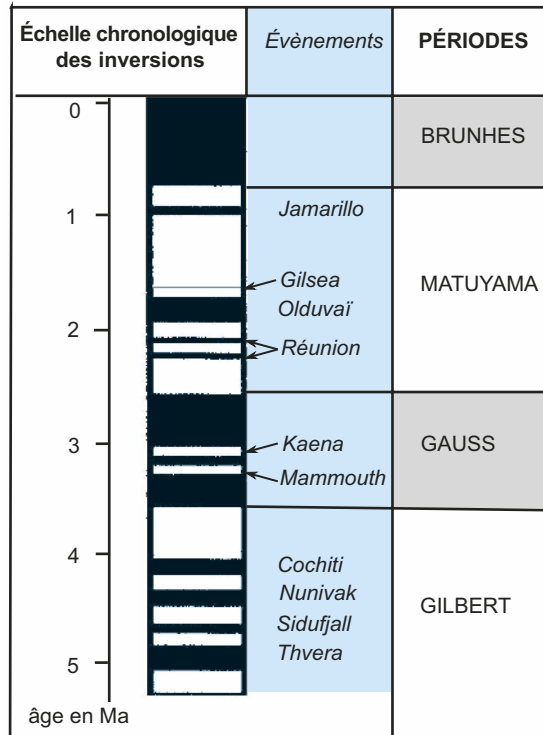 Échelle chronologique
des inversions
Évènements
PÉRIODES
0
BRUNHES
1
Jamarillo
Gilsea
Olduvaï
MATUYAMA
2
Réunion
3
Kaena
GAUSS
Mammouth
4
Cochiti
Nunivak
GILBERT
Sidufjall
Thvera
5
âge en Ma